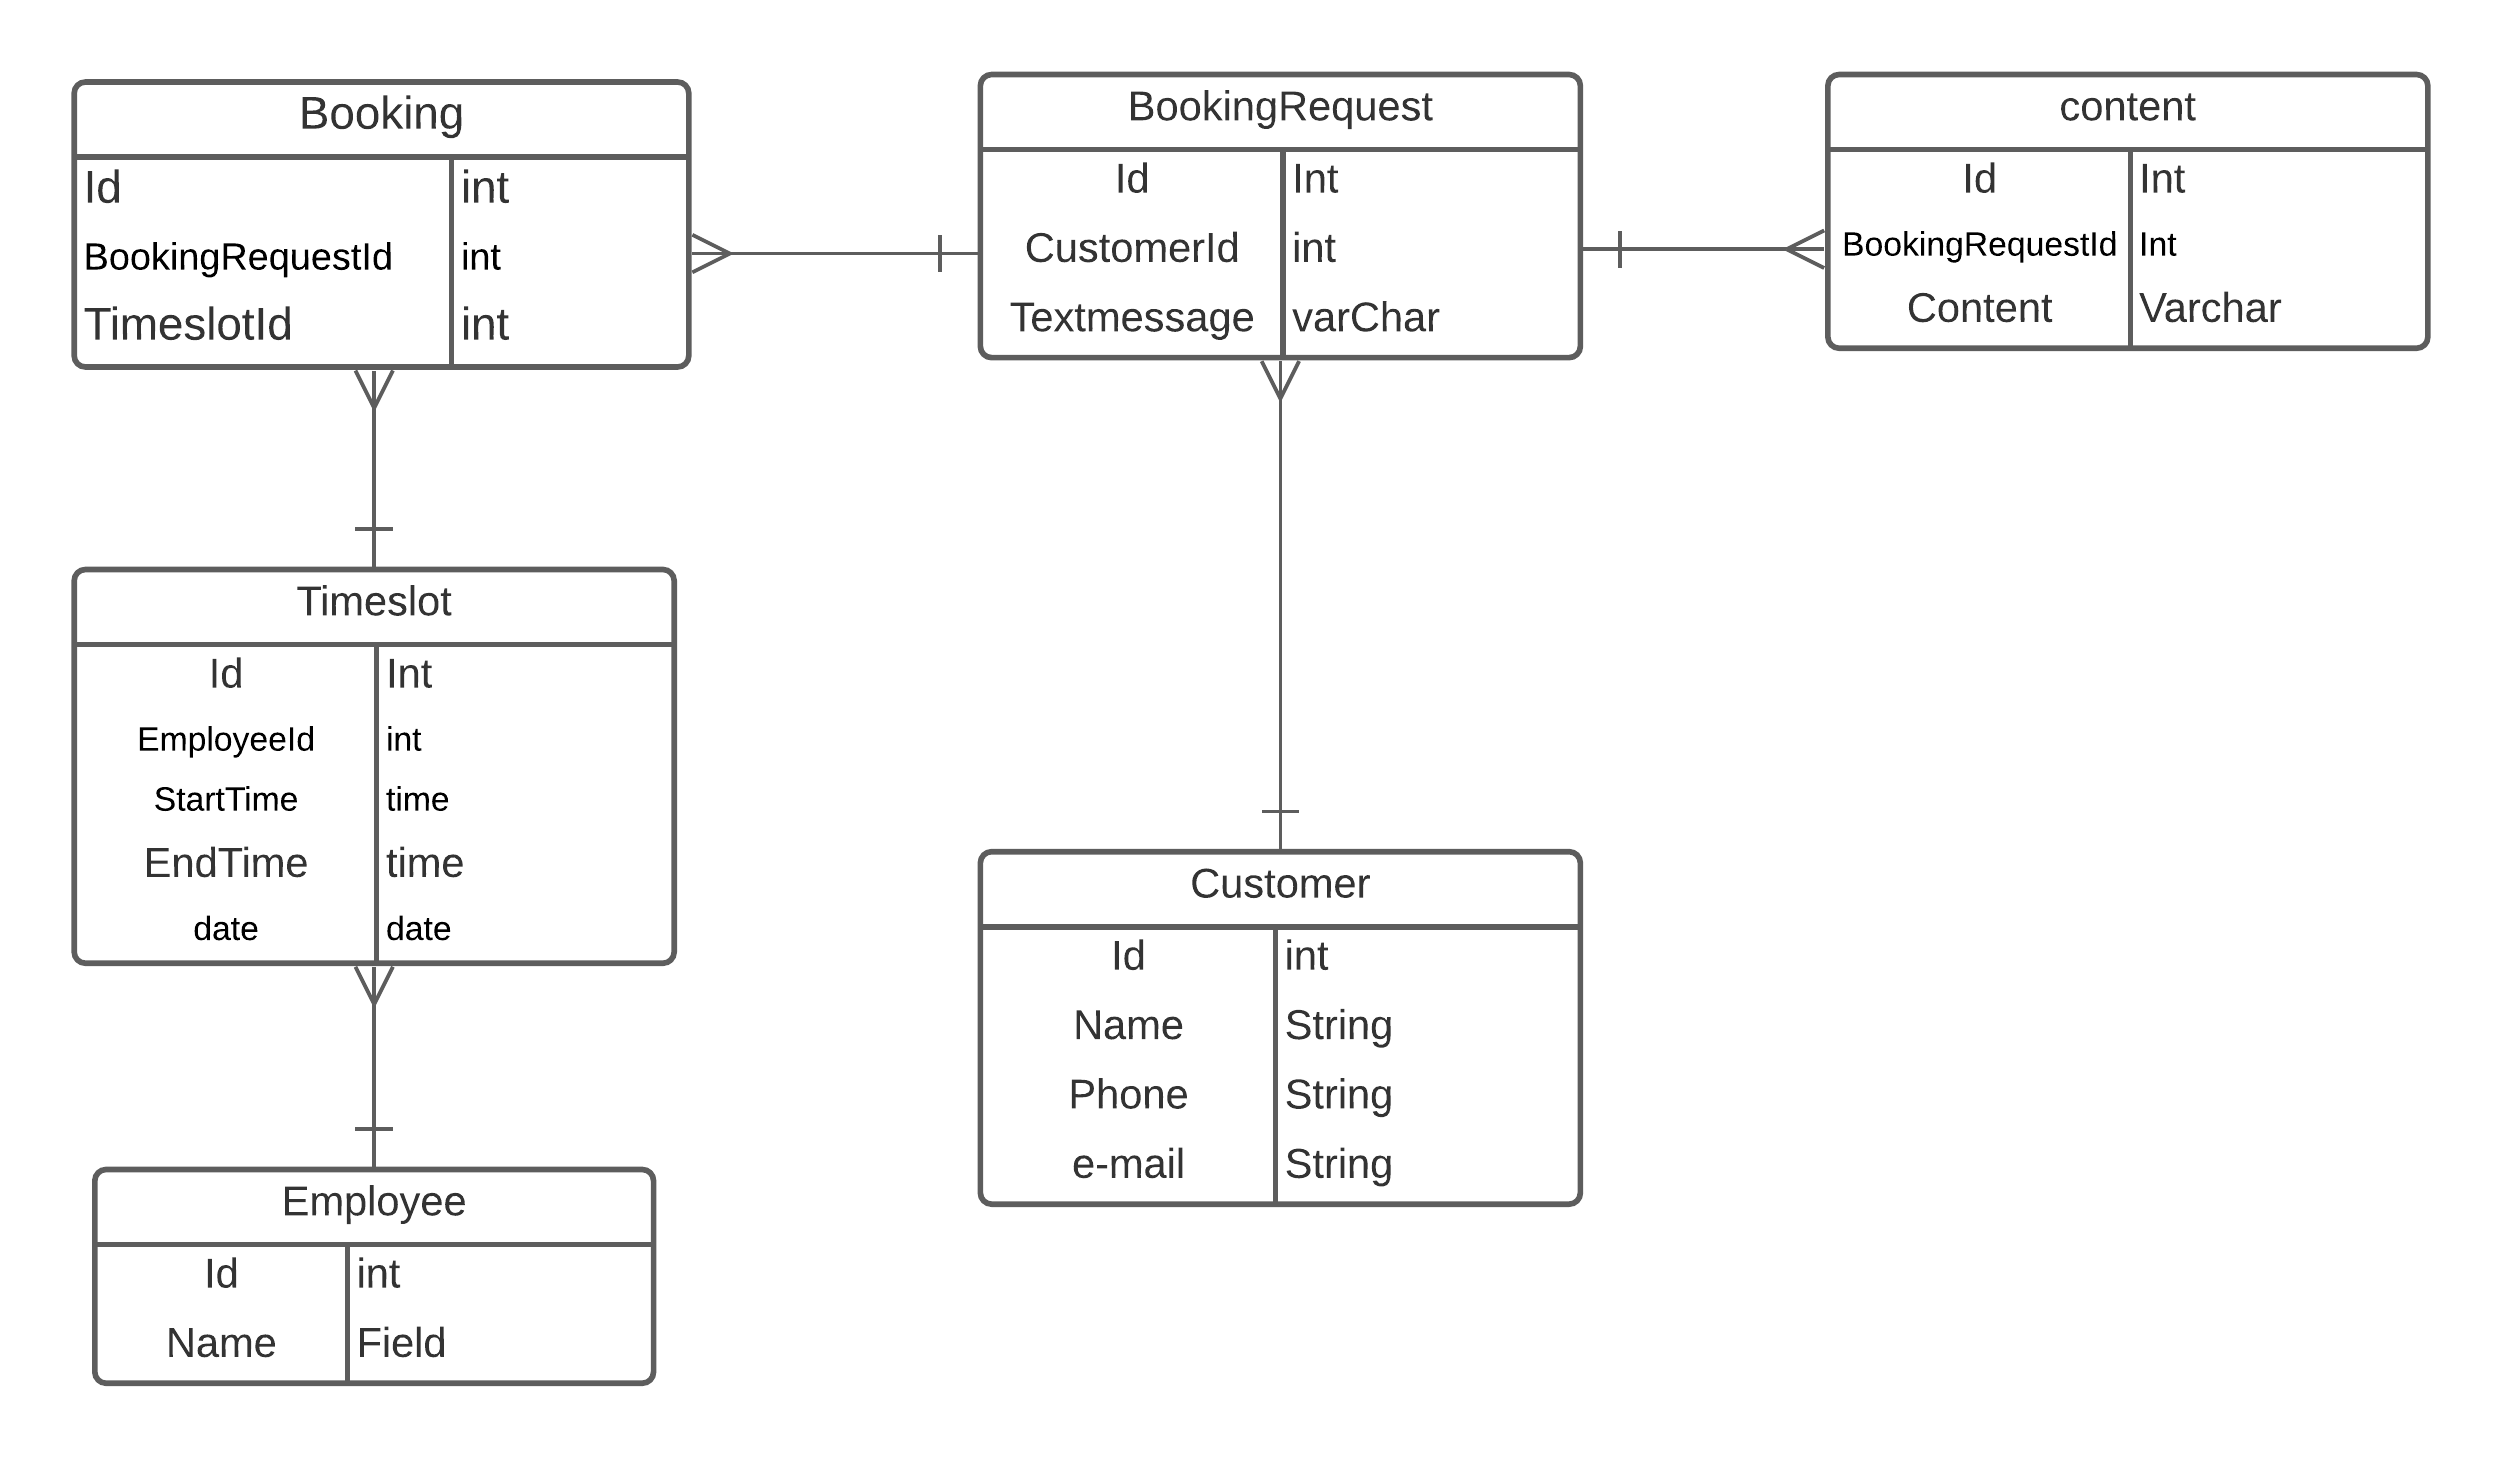 Booking
Id int
BookingRequestId int
TimeslotId int
BookingRequest
Id Int
CustomerId int
Textmessage varChar
content
Id Int
BookingRequestId Int
Content Varchar
Timeslot
Id Int
EmployeeId int
StartTime time
EndTime time
date date
Customer
Id int
Name String
Phone String
e-mail String
Employee
Id int
Name Field